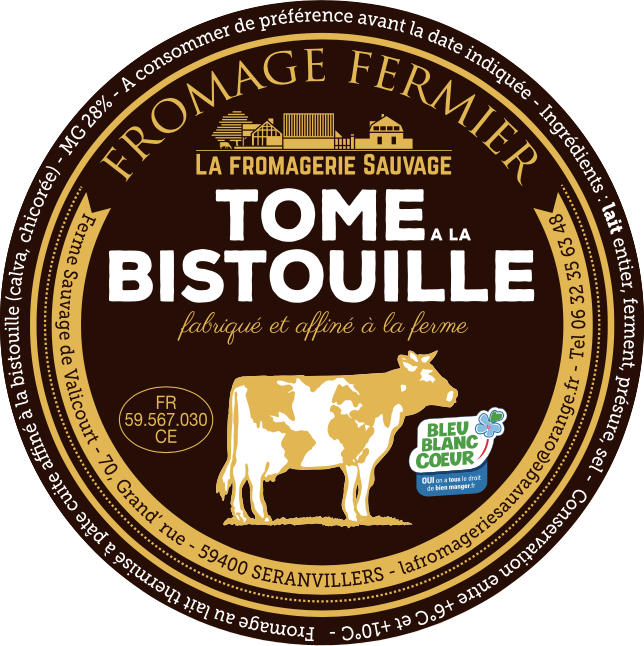 A consommer de préférence avant la date indiquée - Ingrédients : lait entier, ferment, présure, sel - Conservation entre +6°C et +10°C - Fromage au lait thermisé à pâte cuite affiné à la bistouille (calva, chicorée) - MG 28% -
FROMAGE FERMIER
LA FROMAGERIE SAUVAGE
TOME A LA
BISTOUILLE
fabriqué et affiné à la ferme
FR
59.567.030
CE
BLEU
BLANC
COEUR
OUI on a tous le droit
de bien manger.fr
Ferme Sauvage de Valicourt - 70, Grand' rue - 59400 SERANVILLERS - lafromageriesauvage@orange.fr - Tel 06 32 35 63 48